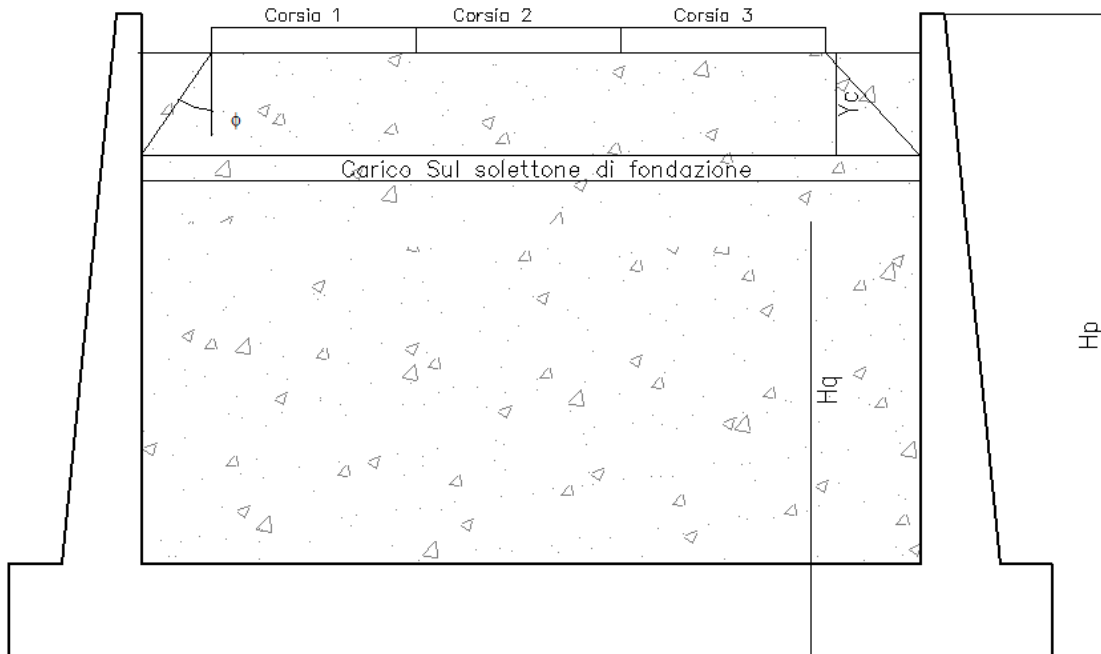 Corsia 1 Corsia 2 Corsia 3
ϕ
Yc
Carico Sul solettone di fondazione
Hq
Hp